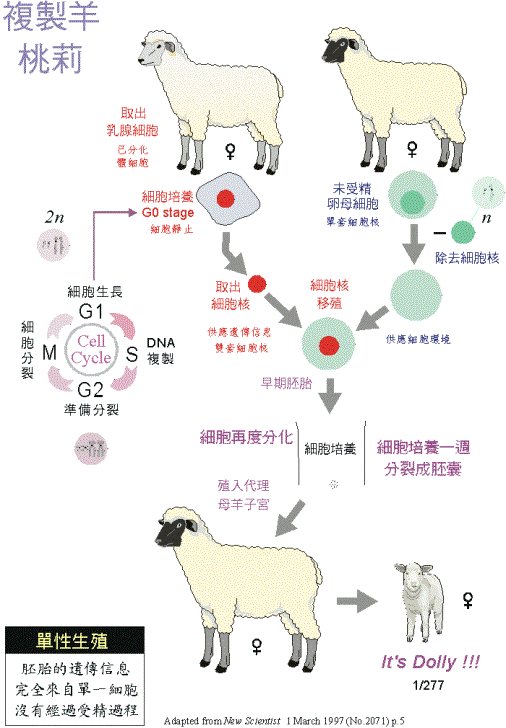 複製羊
桃莉
取出
乳腺細胞
已分化
體細胞
♀
♀
細胞培養
G0 stage
細胞靜止
未受精
卵母細胞
單套細胞核
n
除去細胞核
2n
細胞生長
G1
細胞分裂
M
Cell
Cycle
S
DNA
複製
G2
準備分裂
取出
細胞核
供應遺傳信息
雙套細胞核
細胞核
移殖
供應細胞環境
早期胚胎
細胞再度分化
細胞培養
細胞培養一週
分裂成胚囊
殖入代理
母羊子宮
♀
♀
It's Dolly !!!
1/277
單性生殖
胚胎的遺傳信息
完全來自單一細胞
沒有經過受精過程
Adapted from New Scientist 1 March 1997 (No.2071) p.5